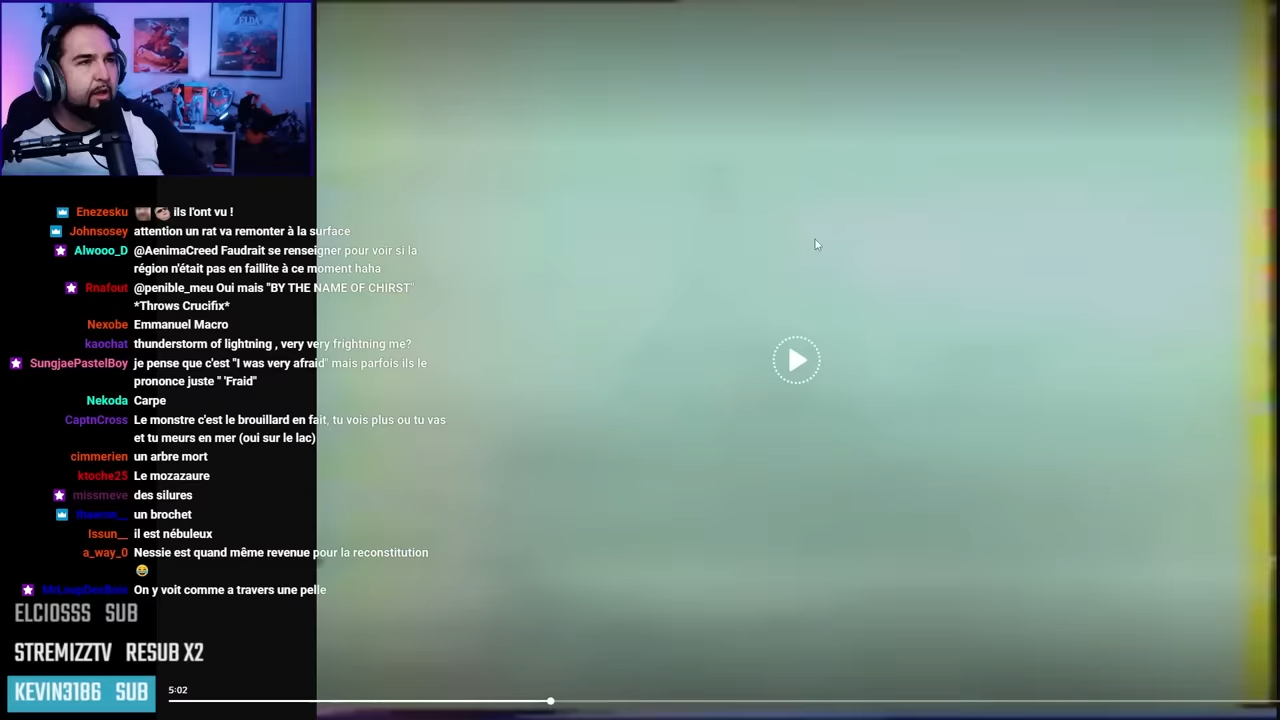 ZELDA
Enezesku ils l'ont vu !
Johnsosey attention un rat va remonter à la surface
Alwooo_D @AenimaCreed Faudrait se renseigner pour voir si la
région n'était pas en faillite à ce moment haha
Rnafout @penible_meu Oui mais "BY THE NAME OF CHIRST"
*Throws Crucifix*
Nexobe Emmanuel Macro
kaochat thunderstorm of lightning , very very frightning me?
SungjaePastelBoy je pense que c'est "I was very afraid" mais parfois ils le
prononce juste " 'Fraid"
Nekoda Carpe
CaptnCross Le monstre c'est le brouillard en fait, tu vois plus ou tu vas
et tu meurs en mer (oui sur le lac)
cimmerien un arbre mort
ktoche25 Le mozazaure
missmeve des silures
un brochet
Issun__ il est nébuleux
a_way_0 Nessie est quand même revenue pour la reconstitution
😂
On y voit comme a travers une pelle
ELCIOSSS SUB
STREMIZZTV RESUB X2
KEVIN3186 SUB
5:02